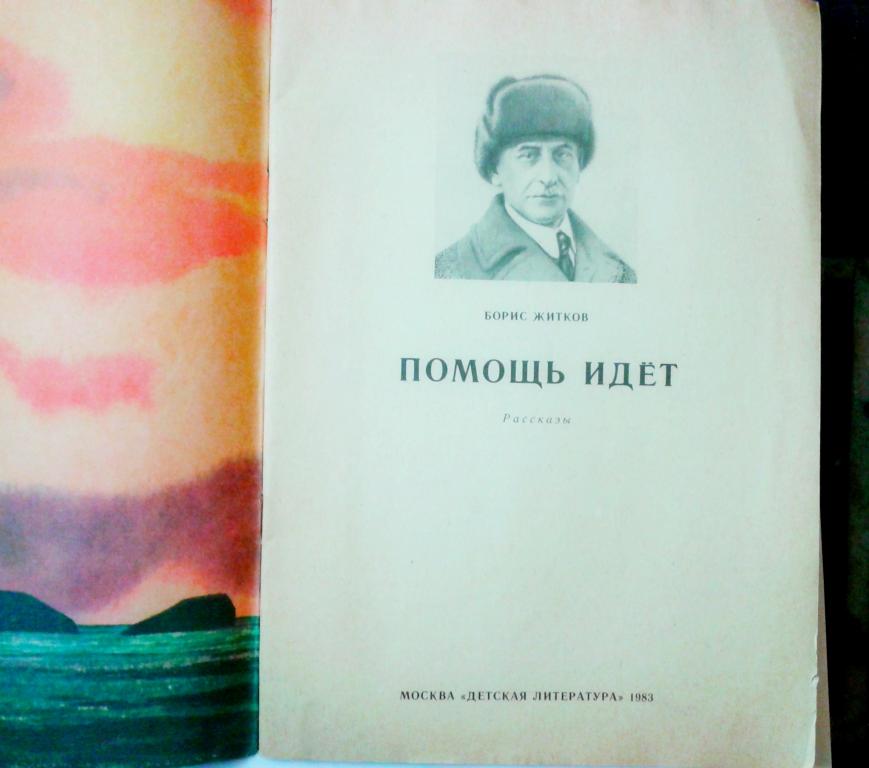 БОРИС ЖИТКОВ
ПОМОЩЬ ИДЁТ
Рассказы
МОСКВА «ДЕТСКАЯ ЛИТЕРАТУРА» 1983